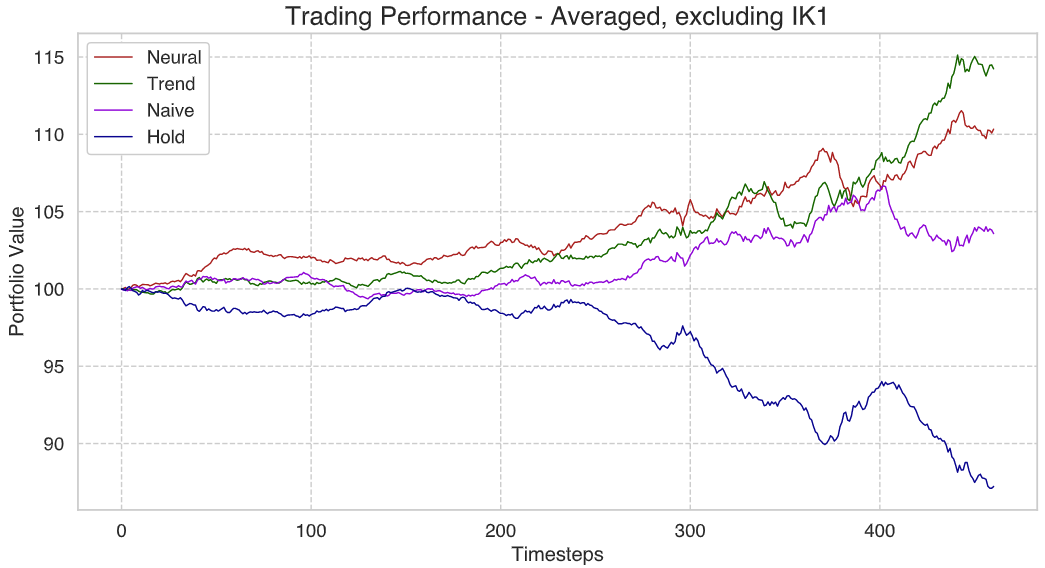 Trading Performance - Averaged, excluding IK1
Neural
Trend
Naive
Hold
115
110
105
100
95
90
Portfolio Value
0 100 200 300 400
Timesteps